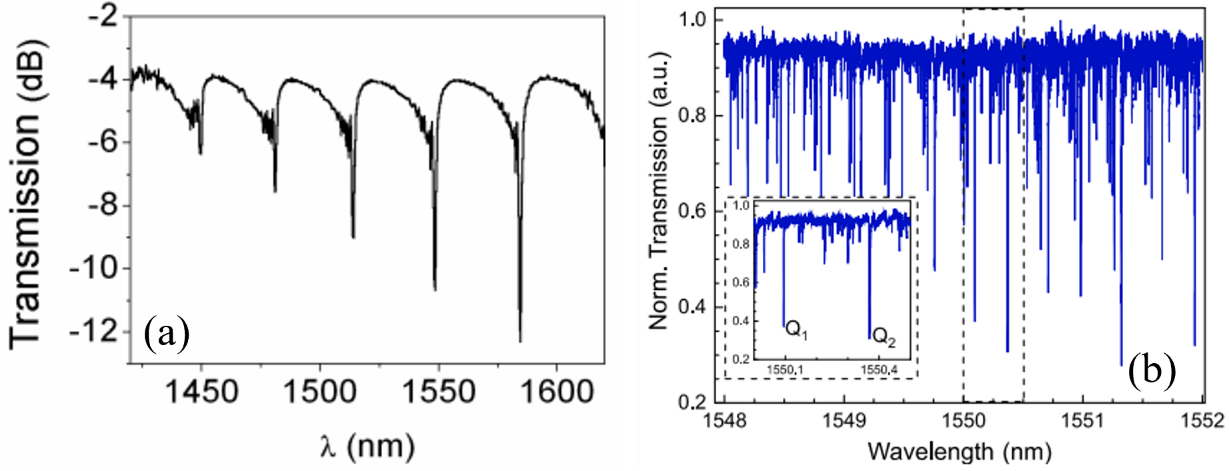 Transmission (dB)
-2
-4
-6
-8
-10
-12
(a)
1450 1500 1550 1600
λ (nm)
Norm. Transmission (a.u.)
1.0
0.8
0.6
0.4
0.2
1.0
0.8
0.6
0.4
0.2
Q1
Q2
1550,1 1550,4
(b)
1548 1549 1550 1551 1552
Wavelength (nm)